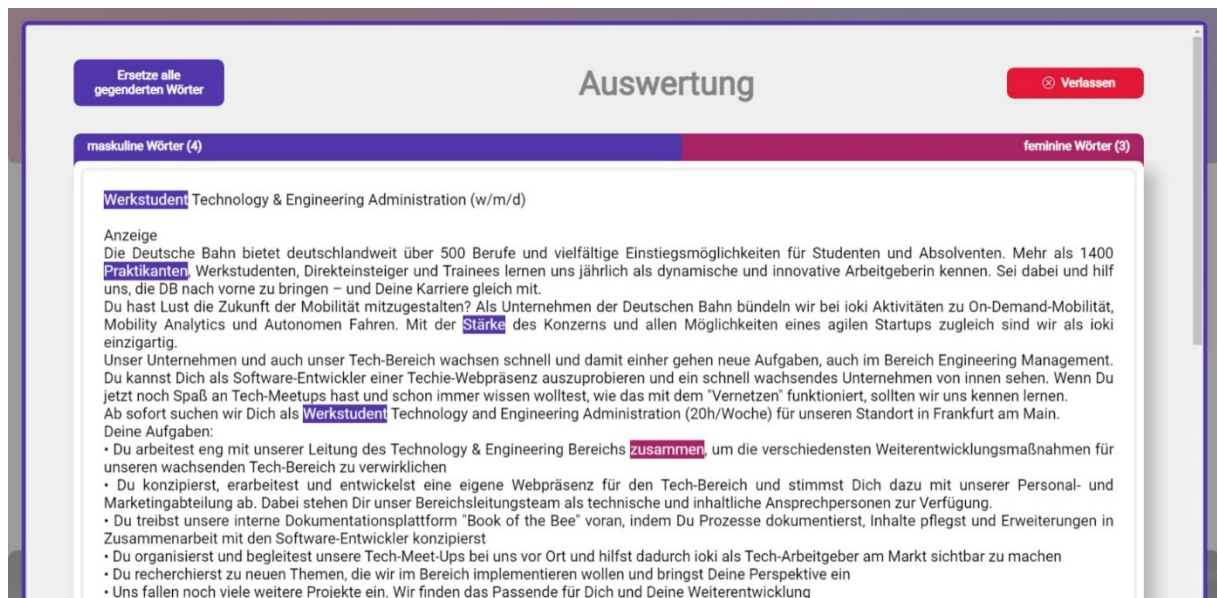 Ersetze alle
gegenderten Wörter
Auswertung
Verlassen
maskuline Wörter (4)
feminine Wörter (3)
Werkstudent Technology & Engineering Administration (w/m/d)
Anzeige
Die Deutsche Bahn bietet deutschlandweit über 500 Berufe und vielfältige Einstiegsmöglichkeiten für Studenten und Absolventen. Mehr als 1400
Praktikanten, Werkstudenten, Direkteinsteiger und Trainees lernen uns jährlich als dynamische und innovative Arbeitgeberin kennen. Sei dabei und hilf
uns, die DB nach vorne zu bringen – und Deine Karriere gleich mit.
Du hast Lust die Zukunft der Mobilität mitzugestalten? Als Unternehmen der Deutschen Bahn bündeln wir bei ioki Aktivitäten zu On-Demand-Mobilität,
Mobility Analytics und Autonomen Fahren. Mit der Stärke des Konzerns und allen Möglichkeiten eines agilen Startups zugleich sind wir als ioki
einzigartig.
Unser Unternehmen und auch unser Tech-Bereich wachsen schnell und damit einher gehen neue Aufgaben, auch im Bereich Engineering Management.
Du kannst Dich als Software-Entwickler einer Techie-Webpräsenz auszuprobieren und ein schnell wachsendes Unternehmen von innen sehen. Wenn Du
jetzt noch Spaß an Tech-Meetups hast und schon immer wissen wolltest, wie das mit dem "Vernetzen" funktioniert, sollten wir uns kennen lernen.
Ab sofort suchen wir Dich als Werkstudent Technology and Engineering Administration (20h/Woche) für unseren Standort in Frankfurt am Main.
Deine Aufgaben:
• Du arbeitest eng mit unserer Leitung des Technology & Engineering Bereichs zusammen, um die verschiedensten Weiterentwicklungsmaßnahmen für
unseren wachsenden Tech-Bereich zu verwirklichen
• Du konzipierst, erarbeitest und entwickelst eine eigene Webpräsenz für den Tech-Bereich und stimmst Dich dazu mit unserer Personal- und
Marketingabteilung ab. Dabei stehen Dir unser Bereichsleitungsteam als technische und inhaltliche Ansprechpersonen zur Verfügung.
• Du treibst unsere interne Dokumentationsplattform "Book of the Bee" voran, indem Du Prozesse dokumentierst, Inhalte pflegst und Erweiterungen in
Zusammenarbeit mit den Software-Entwickler konzipierst
• Du organisierst und begleitest unsere Tech-Meet-Ups bei uns vor Ort und hilfst dadurch ioki als Tech-Arbeitgeber am Markt sichtbar zu machen
• Du recherchierst zu neuen Themen, die wir im Bereich implementieren wollen und bringst Deine Perspektive ein
• Uns fallen noch viele weitere Projekte ein. Wir finden das Passende für Dich und Deine Weiterentwicklung